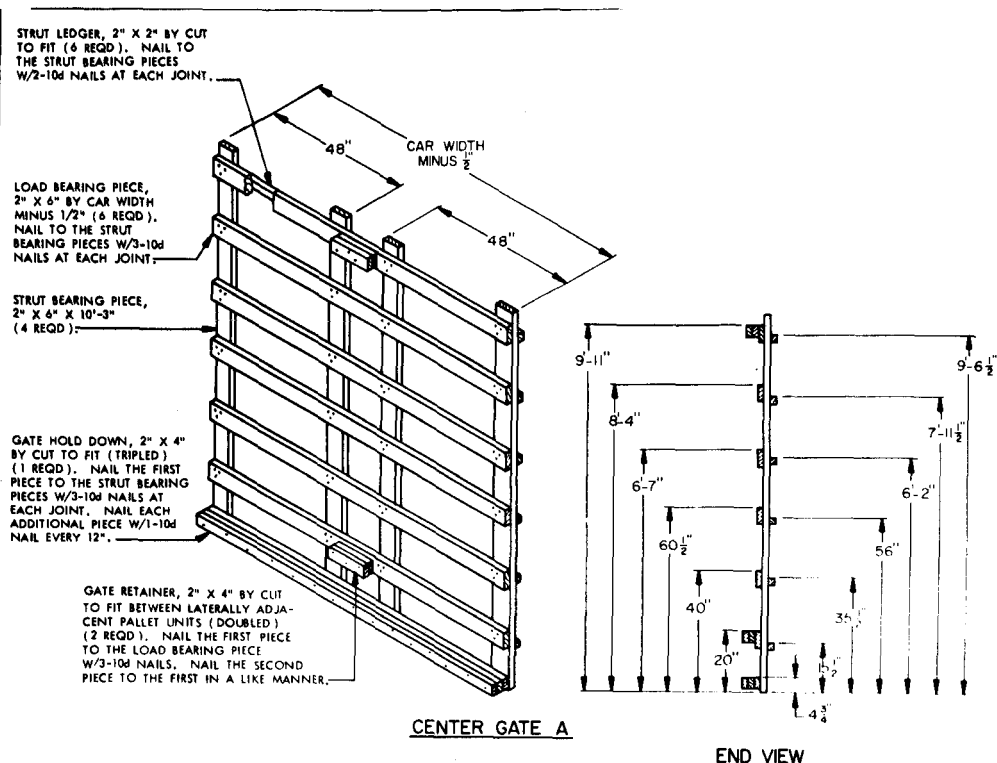 STRUT LEDGER, 2" X 2" BY CUT
TO FIT (6 REQD). NAIL TO
THE STRUT BEARING PIECES
W/2-10d NAILS AT EACH JOINT.
LOAD BEARING PIECE,
2" X 6" BY CAR WIDTH
MINUS 1/2" (6 REQD).
NAIL TO THE STRUT
BEARING PIECES W/3-10d
NAILS AT EACH JOINT.
STRUT BEARING PIECE,
2" X 6" X 10'-3"
(4 REQD).
GATE HOLD DOWN, 2" X 4"
BY CUT TO FIT (TRIPLED)
(1 REQD). NAIL THE FIRST
PIECE TO THE STRUT BEARING
PIECES W/3-10d NAILS AT
EACH JOINT. NAIL EACH
ADDITIONAL PIECE W/1-10d
NAIL EVERY 12".
GATE RETAINER, 2" X 4" BY CUT
TO FIT BETWEEN LATERALLY ADJA-
CENT PALLET UNITS (DOUBLED)
(2 REQD). NAIL THE FIRST PIECE
TO THE LOAD BEARING PIECE
W/3-10d NAILS. NAIL THE SECOND
PIECE TO THE FIRST IN A LIKE MANNER.
48"
CAR WIDTH
MINUS 1/2"
48"
CENTER GATE A
9'-11"
9'-6 1/2"
8'-4"
7'-11 1/2"
6'-7"
6'-2"
60 1/2"
56"
40"
20"
4 3/4"
END VIEW